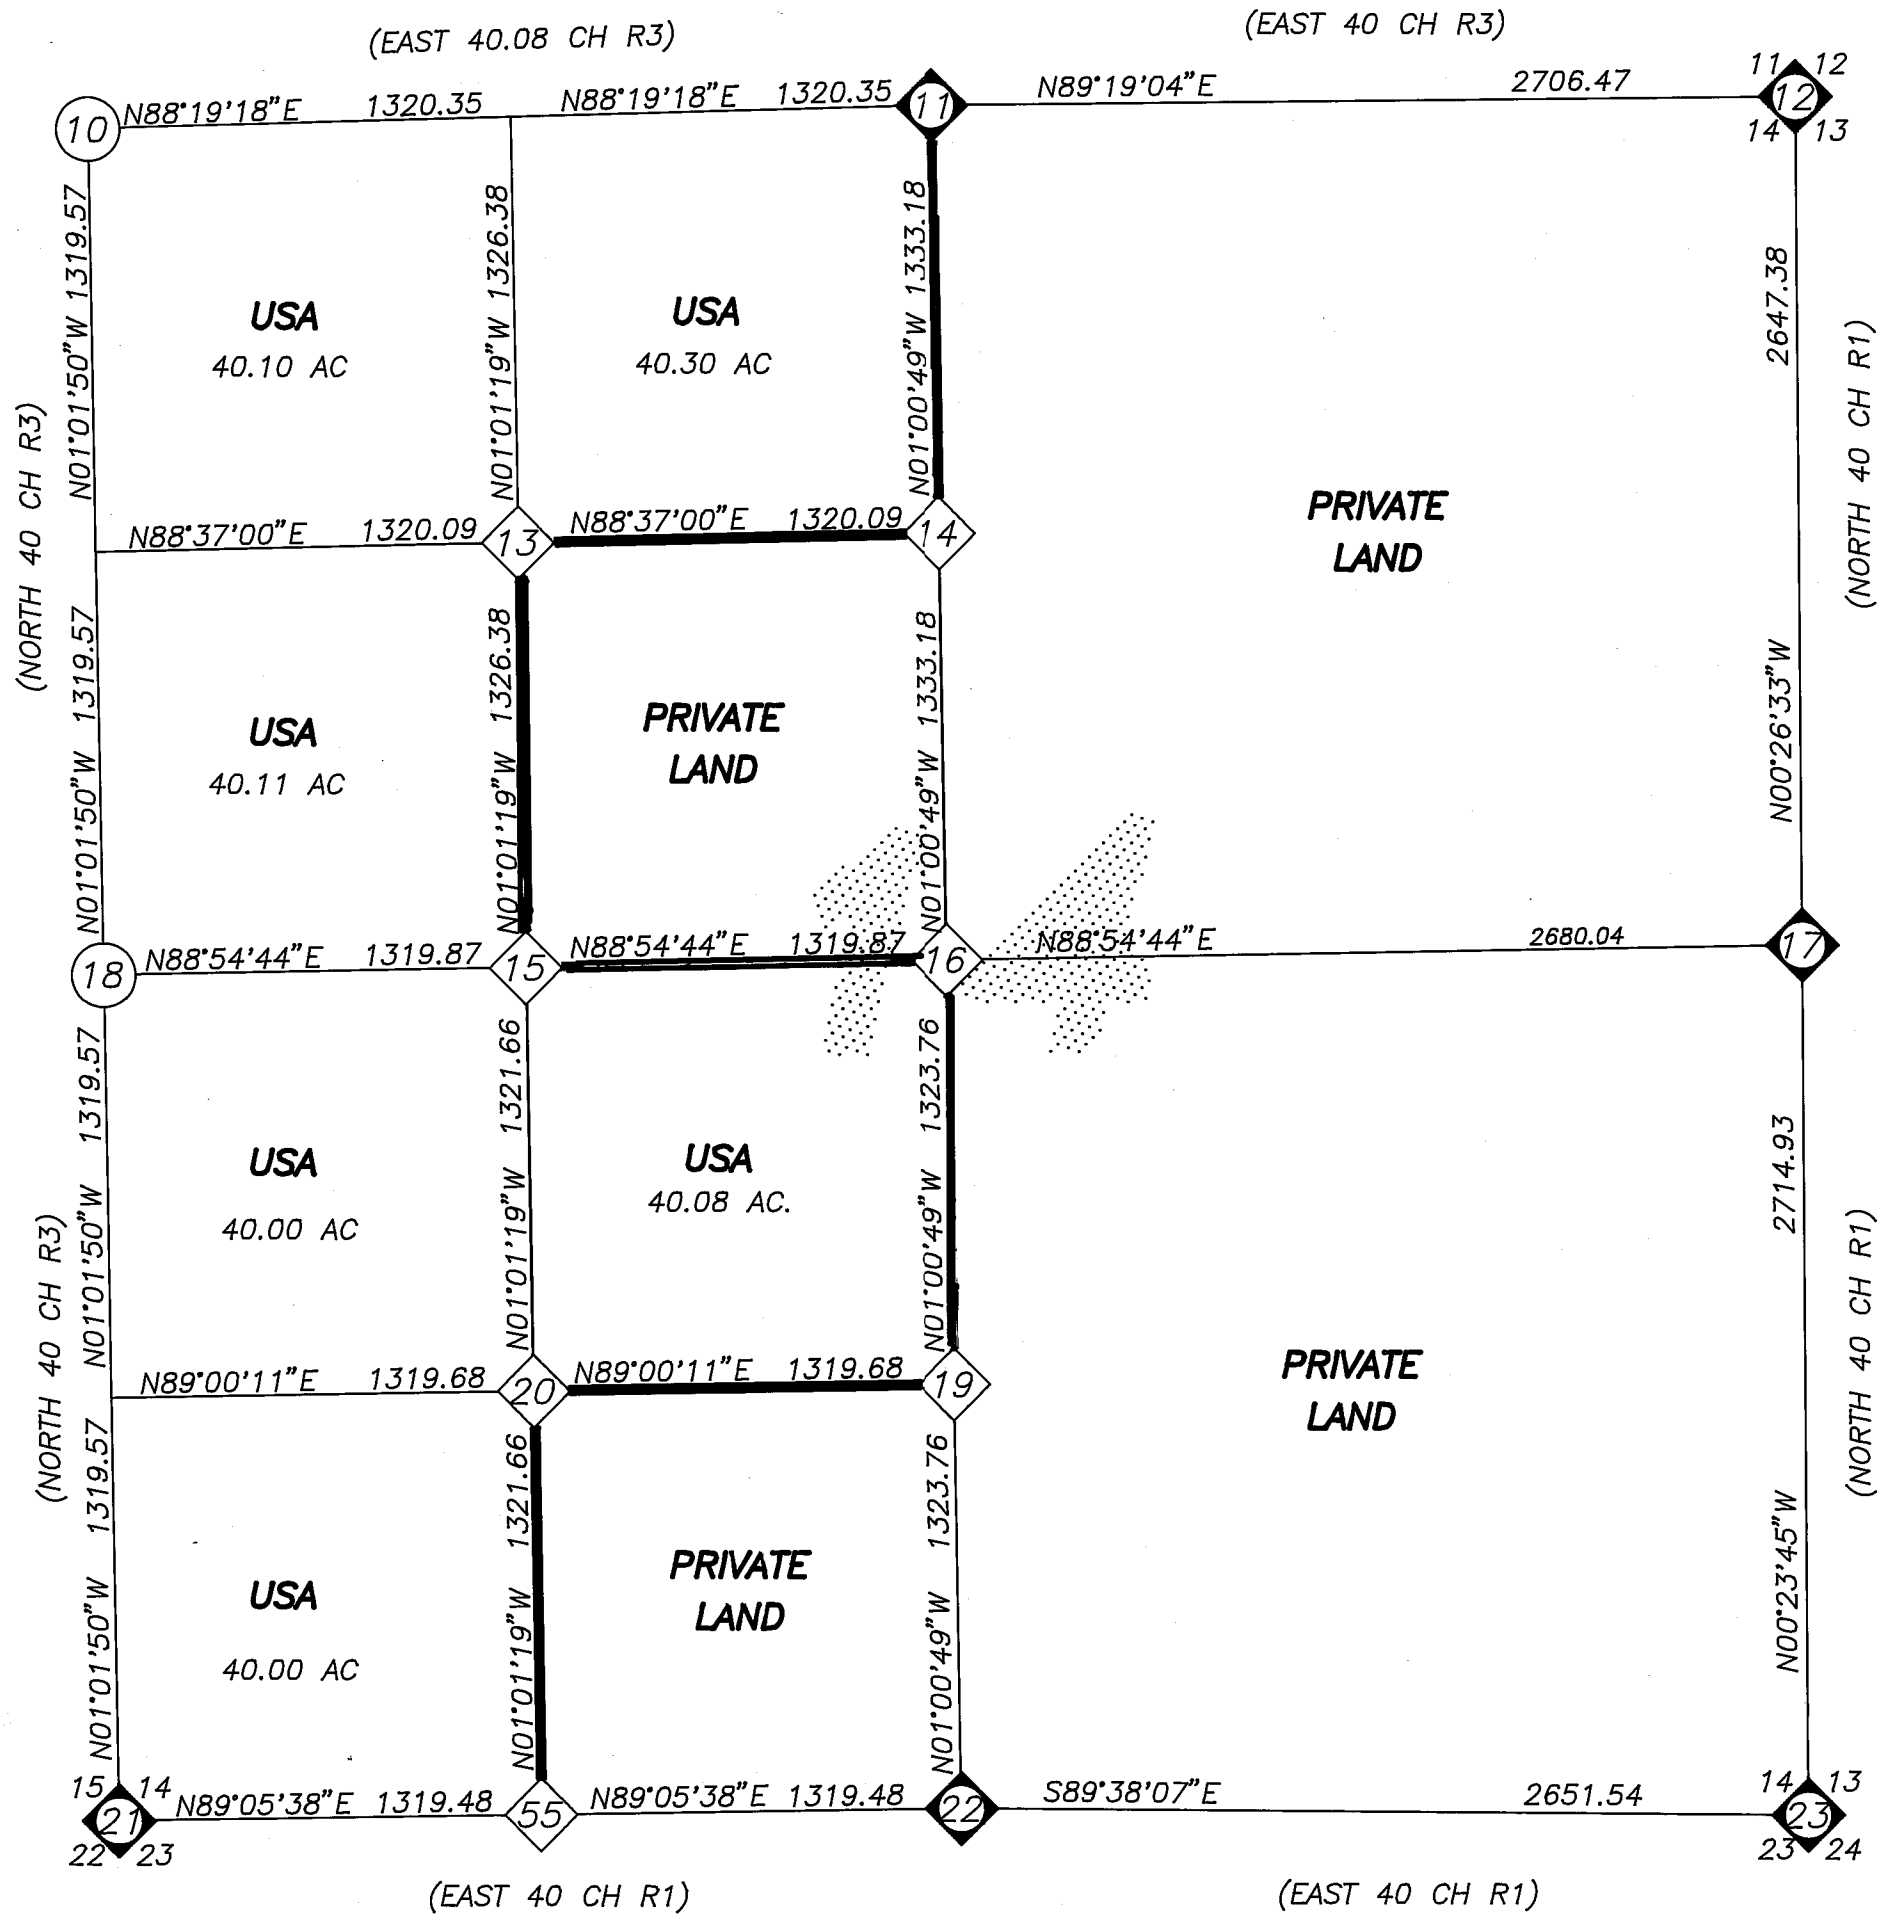 (EAST 40.08 CH R3)
(EAST 40 CH R3)
N88°19'18"E 1320.35
N88°19'18"E 1320.35
N89°19'04"E 2706.47
11 12
14 13
10
11
12
N01°01'50"W 1319.57
N01°01'19"W 1326.38
N01°00'49"W 1333.18
2647.38
N00°26'33"W
(NORTH 40 CH R3)
(NORTH 40 CH R1)
USA
40.10 AC
USA
40.30 AC
PRIVATE
LAND
N88°37'00"E 1320.09
13
N88°37'00"E 1320.09
14
N01°01'50"W 1319.57
N01°01'19"W 1326.38
N01°00'49"W 1333.18
USA
40.11 AC
PRIVATE
LAND
14
18
N88°54'44"E 1319.87
15
N88°54'44"E 1319.87
16
N88°54'44"E 2680.04
17
N01°01'50"W 1319.57
N01°01'19"W 1321.66
N01°00'49"W 1323.76
2714.93
N00°23'45"W
(NORTH 40 CH R3)
(NORTH 40 CH R1)
USA
40.00 AC
USA
40.08 AC.
PRIVATE
LAND
N89°00'11"E 1319.68
20
N89°00'11"E 1319.68
19
N01°01'50"W 1319.57
N01°01'19"W 1321.66
N01°00'49"W 1323.76
USA
40.00 AC
PRIVATE
LAND
15 14
21
22 23
N89°05'38"E 1319.48
55
N89°05'38"E 1319.48
22
S89°38'07"E 2651.54
14 13
23
23 24
(EAST 40 CH R1)
(EAST 40 CH R1)